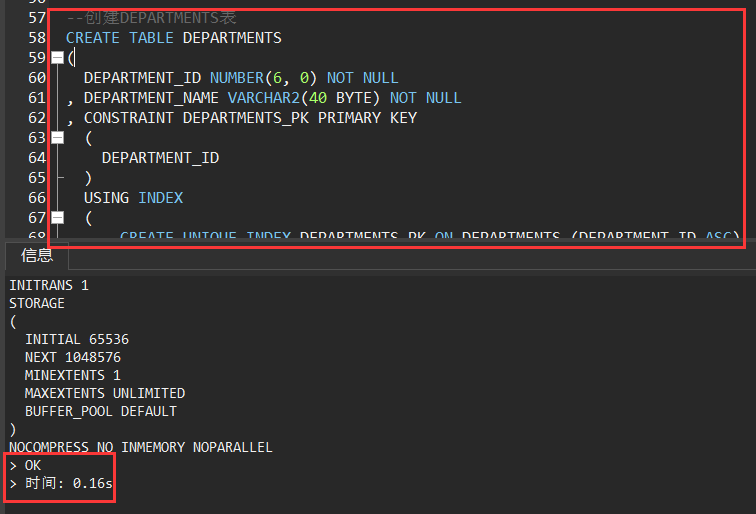 57 --创建DEPARTMENTS表
58 CREATE TABLE DEPARTMENTS
59 (
60 DEPARTMENT_ID NUMBER(6, 0) NOT NULL
61 , DEPARTMENT_NAME VARCHAR2(40 BYTE) NOT NULL
62 , CONSTRAINT DEPARTMENTS_PK PRIMARY KEY
63 (
64 DEPARTMENT_ID
65 )
66 USING INDEX
67 (
68 CREATE UNIQUE INDEX DEPARTMENTS_PK ON DEPARTMENTS (DEPARTMENT_ID ASC)
信息
INITRANS 1
STORAGE
(
INITIAL 65536
NEXT 1048576
MINEXTENTS 1
MAXEXTENTS UNLIMITED
BUFFER_POOL DEFAULT
)
NOCOMPRESS NO INMEMORY NOPARALLEL
> OK
> 时间: 0.16s